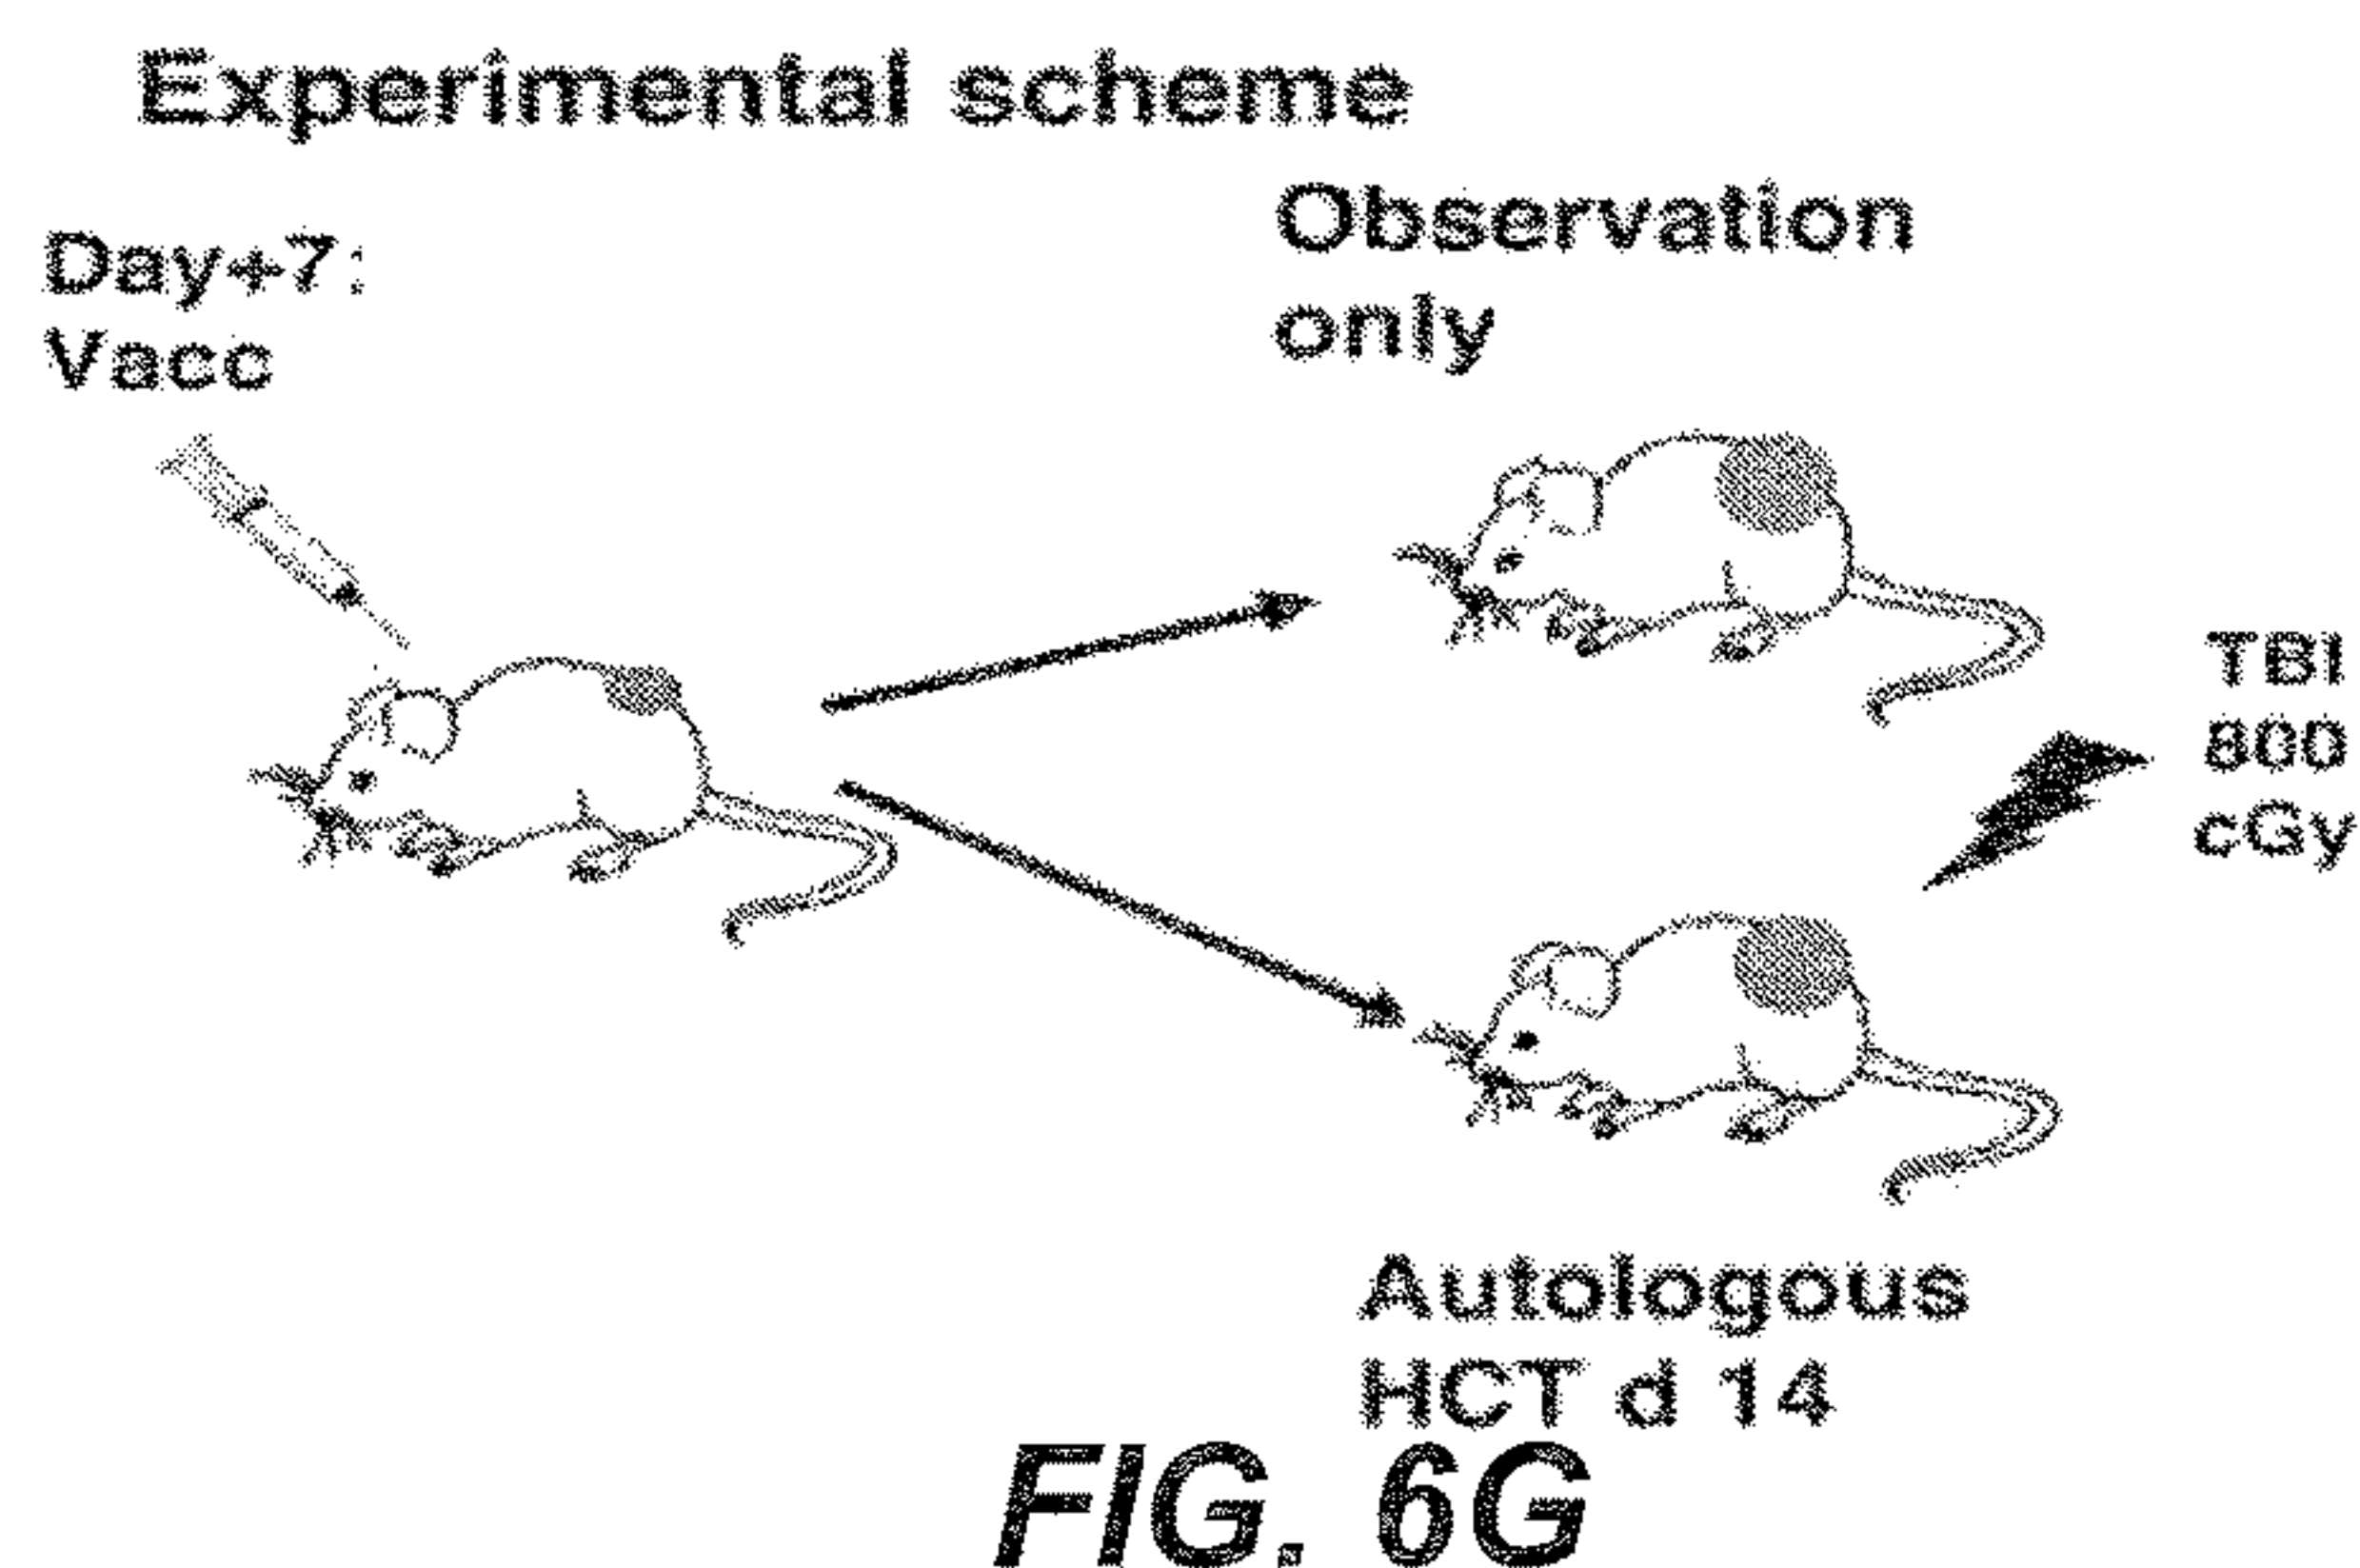 Experimental scheme
Day+7:
Vacc
Observation
only
TBI
800
cGy
Autologous
HCT d 14
FIG. 6G